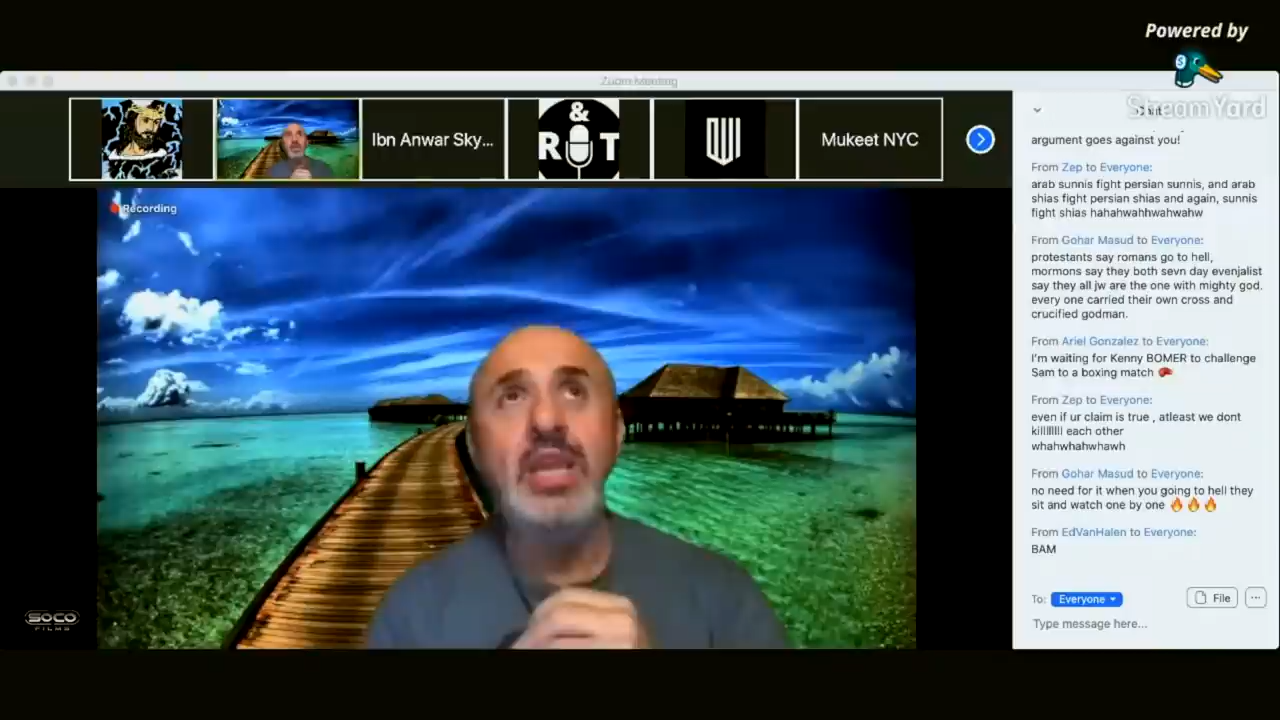 Powered by
S
StreamYard
Zoom Meeting
Ibn Anwar Sky...
&
R T
Mukeet NYC
Recording
argument goes against you!
From Zep to Everyone:
arab sunnis fight persian sunnis, and arab
shias fight persian shias and again, sunnis
fight shias hahahwahhwahwahw
From Gohar Masud to Everyone:
protestants say romans go to hell,
mormons say they both sevn day evenjalist
say they all jw are the one with mighty god.
every one carried their own cross and
crucified godman.
From Ariel Gonzalez to Everyone:
I'm waiting for Kenny BOMER to challenge
Sam to a boxing match
From Zep to Everyone:
even if ur claim is true , atleast we dont
killlllllll each other
whahwhahwhawh
From Gohar Masud to Everyone:
no need for it when you going to hell they
sit and watch one by one
From EdVanHalen to Everyone:
BAM
To: Everyone
File
Type message here...
SOCO
FILMS